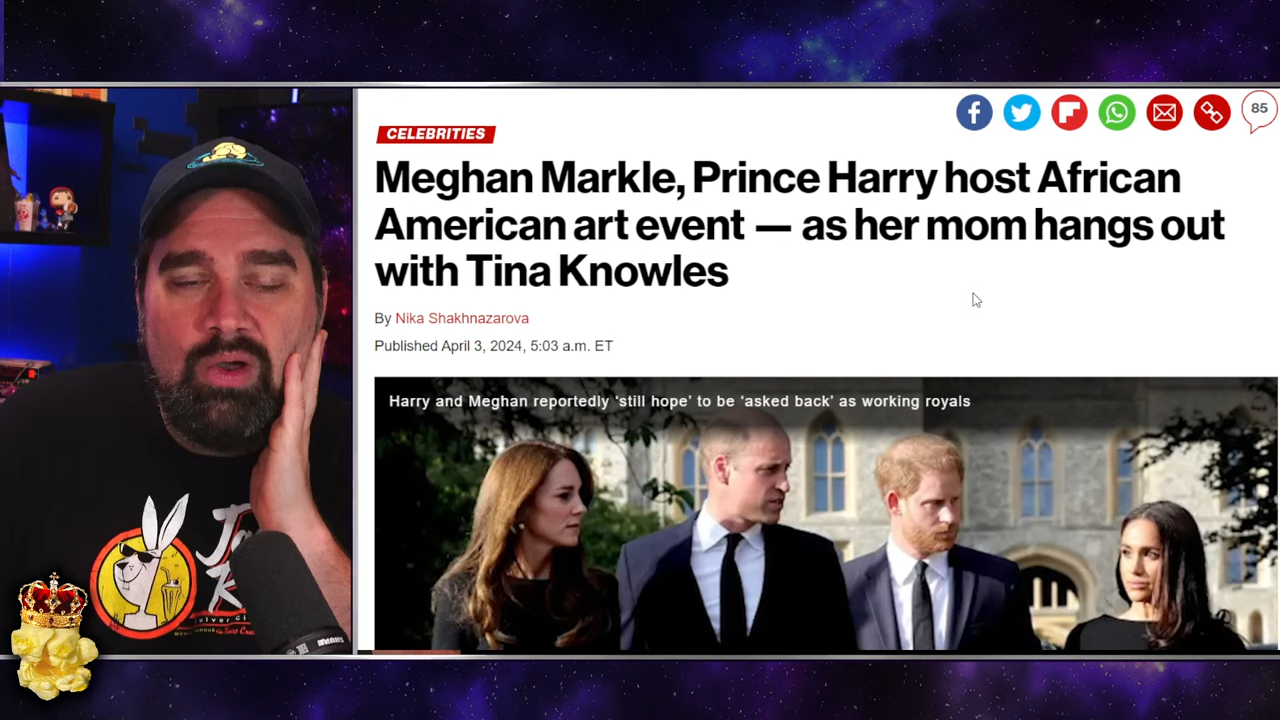 85
CELEBRITIES
Meghan Markle, Prince Harry host African
American art event — as her mom hangs out
with Tina Knowles
By Nika Shakhnazarova
Published April 3, 2024, 5:03 a.m. ET
Harry and Meghan reportedly ‘still hope’ to be ‘asked back’ as working royals